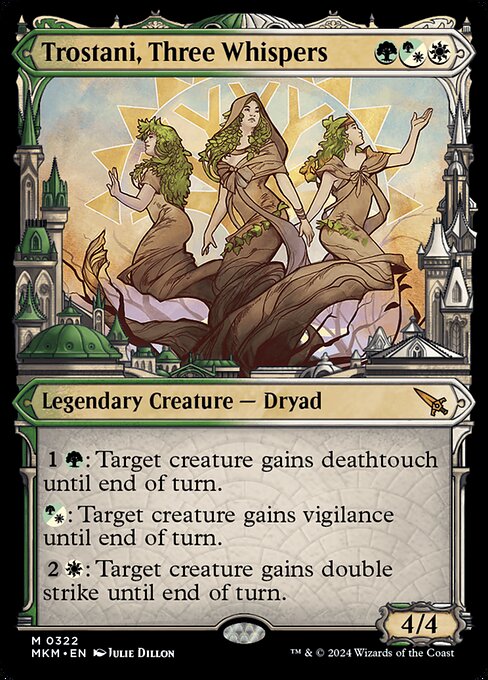 Trostani, Three Whispers
Legendary Creature — Dryad
1 : Target creature gains deathtouch
until end of turn.
: Target creature gains vigilance
until end of turn.
2 : Target creature gains double
strike until end of turn.
4/4
M 0322
MKM • EN JULIE DILLON
™ & © 2024 Wizards of the Coast